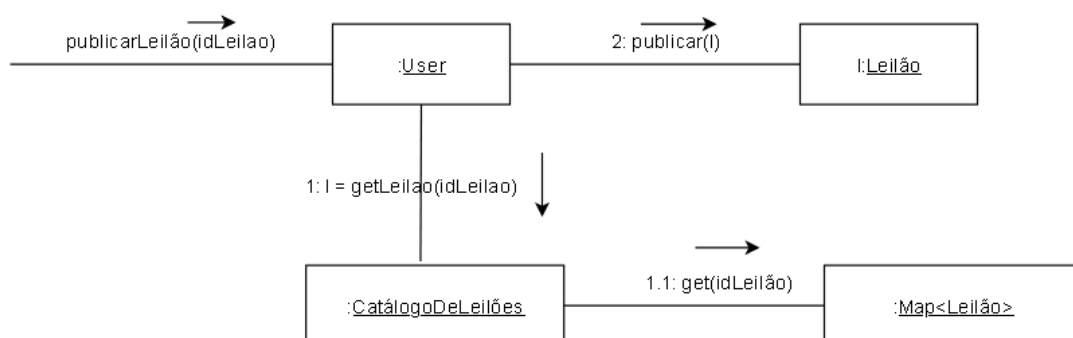 publicarLeilão(idLeilao)
:User
2: publicar(l)
l:Leilão
1: l = getLeilao(idLeilao)
:CatálogoDeLeilões
1.1: get(idLeilão)
:Map<Leilão>